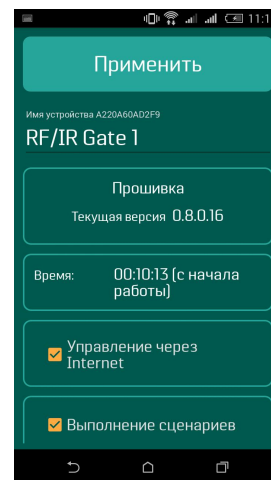 11:1
Применить
Имя устройства A220A60AD2F9
RF/IR Gate 1
Прошивка
Текущая версия 0.8.0.16
Время: 00:10:13 (с начала
работы)
Управление через
Internet
Выполнение сценариев